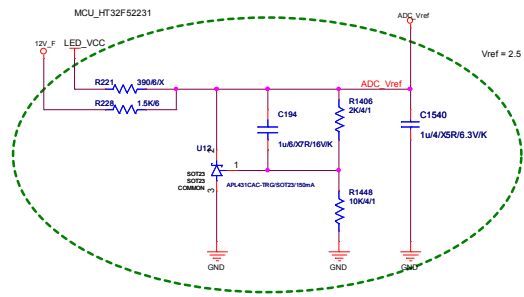 MCU_HT32F52231
ADC_Vref
12V_F
LED_VCC
Vref = 2.5
R221
390/6/X
ADC_Vref
R228
1.5K/6
R1406
2K/4/1
C194
1u/6/X7R/16V/K
C1540
1u/4/X5R/6.3V/K
U12
2
1
3
SOT23
SOT23
COMMON
APL431CAC-TRG/SOT23/150mA
R1448
10K/4/1
GND
GND
GND